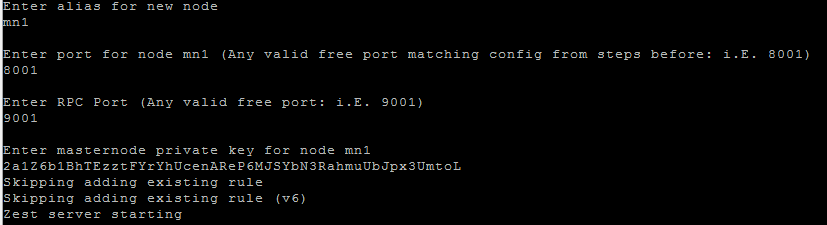 Enter alias for new node
mn1
Enter port for node mn1 (Any valid free port matching config from steps before: i.E. 8001)
8001
Enter RPC Port (Any valid free port: i.E. 9001)
9001
Enter masternode private key for node mn1
2a1Z6b1BhTEzztFYrYhUcenAReP6MJSYbN3RahmuUbJpx3UmtoL
Skipping adding existing rule
Skipping adding existing rule (v6)
Zest server starting